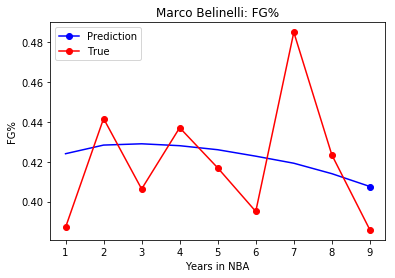 Marco Belinelli: FG%
Prediction
True
FG%
0.48
0.46
0.44
0.42
0.40
1 2 3 4 5 6 7 8 9
Years in NBA